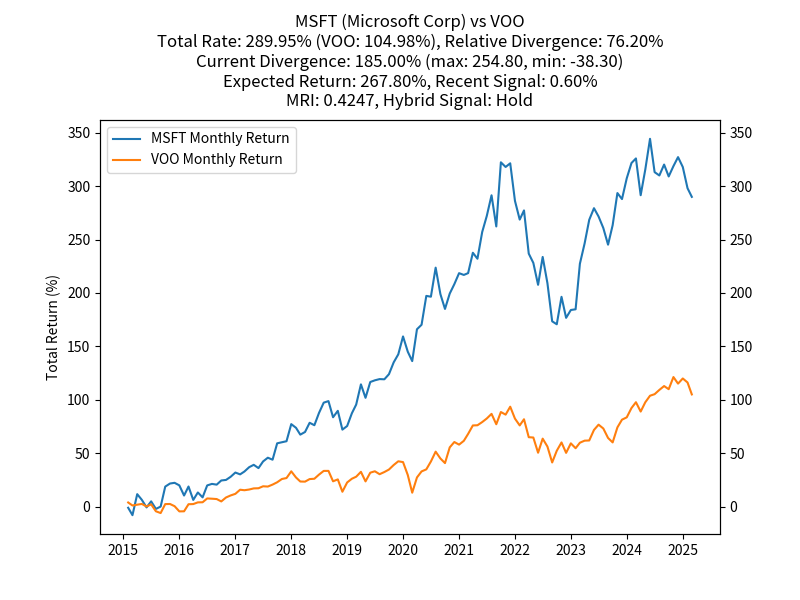 MSFT (Microsoft Corp) vs VOO
Total Rate: 289.95% (VOO: 104.98%), Relative Divergence: 76.20%
Current Divergence: 185.00% (max: 254.80, min: -38.30)
Expected Return: 267.80%, Recent Signal: 0.60%
MRI: 0.4247, Hybrid Signal: Hold
MSFT Monthly Return
VOO Monthly Return
Total Return (%)
350
300
250
200
150
100
50
0
350
300
250
200
150
100
50
0
2015 2016 2017 2018 2019 2020 2021 2022 2023 2024 2025